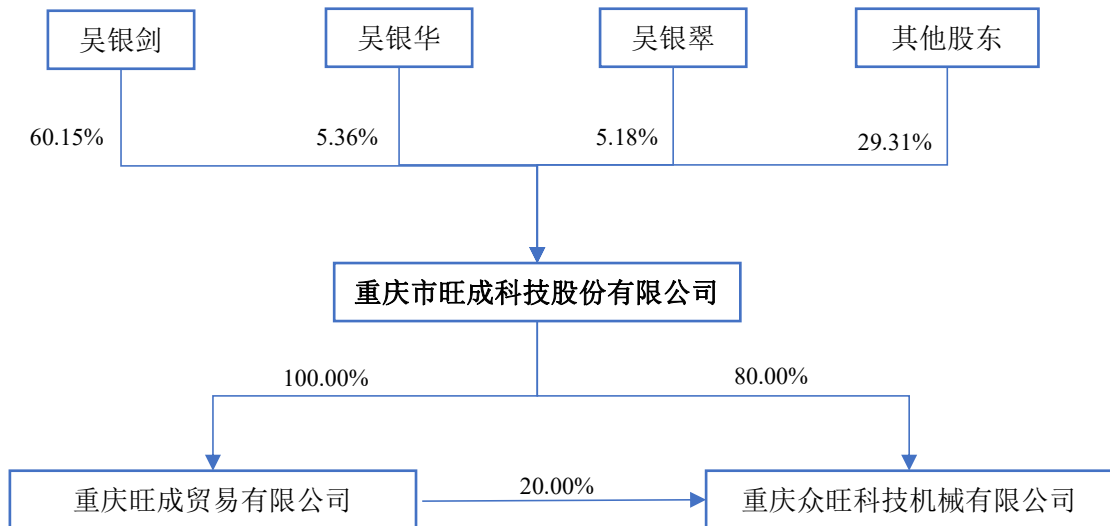 吴银剑
吴银华
吴银翠
其他股东
60.15%
5.36%
5.18%
29.31%
重庆市旺成科技股份有限公司
100.00%
80.00%
重庆旺成贸易有限公司
20.00%
重庆众旺科技机械有限公司